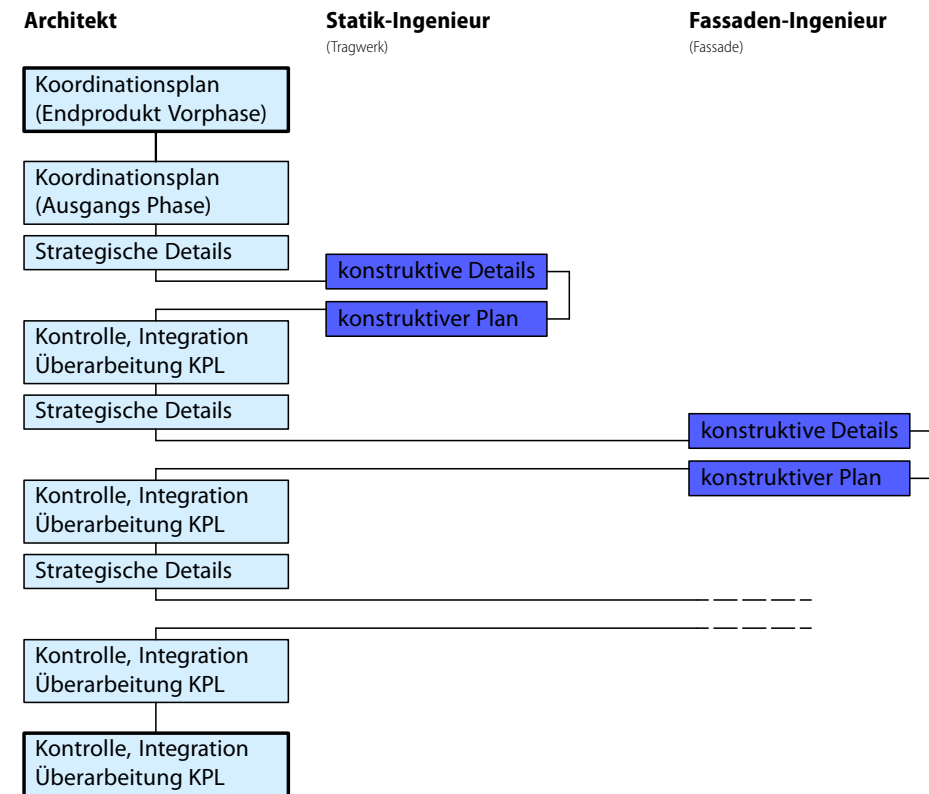 Architekt
Statik-Ingenieur
Fassaden-Ingenieur
(Tragwerk)
(Fassade)
Koordinationsplan
(Endprodukt Vorphase)
Koordinationsplan
(Ausgangs Phase)
Strategische Details
konstruktive Details
konstruktiver Plan
Kontrolle, Integration
Überarbeitung KPL
Strategische Details
konstruktive Details
konstruktiver Plan
Kontrolle, Integration
Überarbeitung KPL
Strategische Details
Kontrolle, Integration
Überarbeitung KPL
Kontrolle, Integration
Überarbeitung KPL